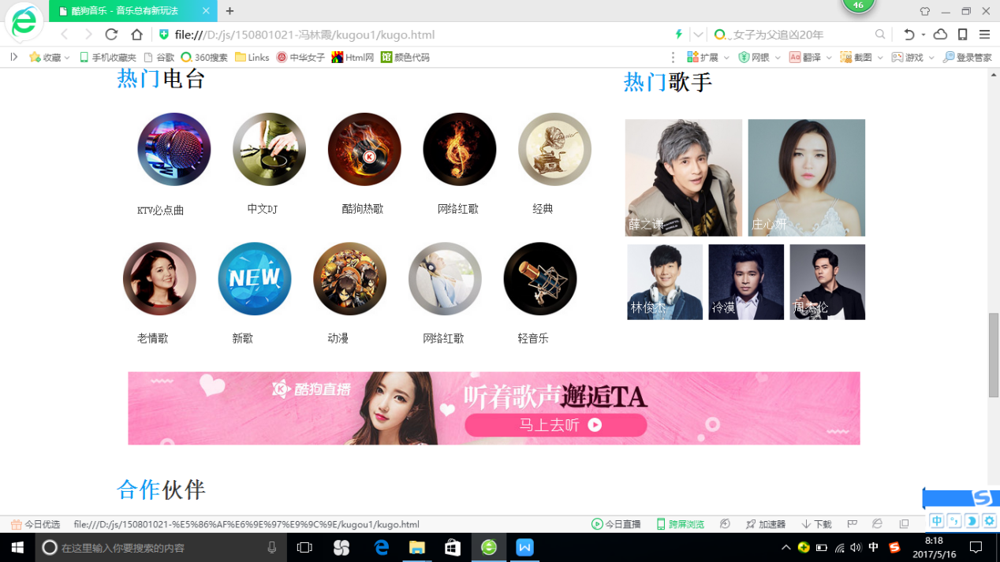 酷狗音乐 - 音乐总有新玩法
46
file:///D:/js/150801021-冯林霞/kugou1/kugo.html
女子为父追凶20年
收藏 手机收藏夹 谷歌 360搜索 Links 中华女子 Html网 颜色代码 扩展 网银 翻译 截图 游戏 登录管家
热门电台
热门歌手
KTV必点曲 中文DJ 酷狗热歌 网络红歌 经典
薛之谦 庄心妍
NEW
林俊杰 冷漠 周杰伦
老情歌 新歌 动漫 网络红歌 轻音乐
酷狗直播
听着歌声邂逅TA
马上去听
合作伙伴
中
今日优选 file:///D:/js/150801021-%E5%86%AF%E6%9E%97%E9%9C%9E/kugou1/kugo.html 今日直播 跨屏浏览 加速器 下载
在这里输入你要搜索的内容
中
8:18
2017/5/16